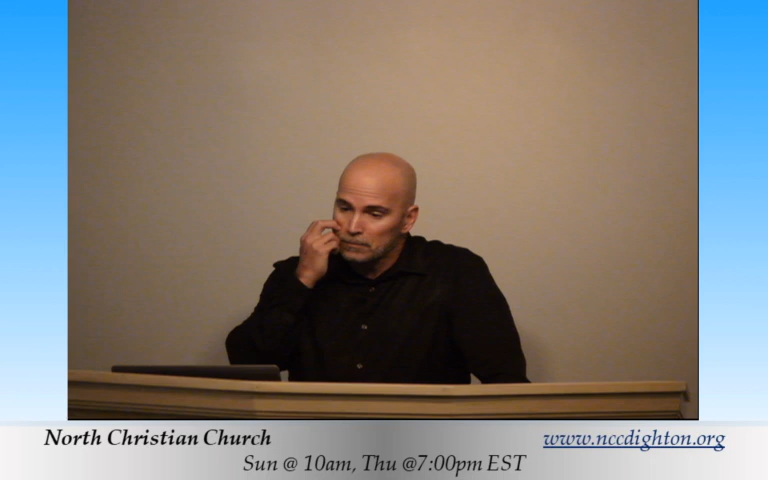 North Christian Church
www.nccdighton.org
Sun @ 10am, Thu @7:00pm EST